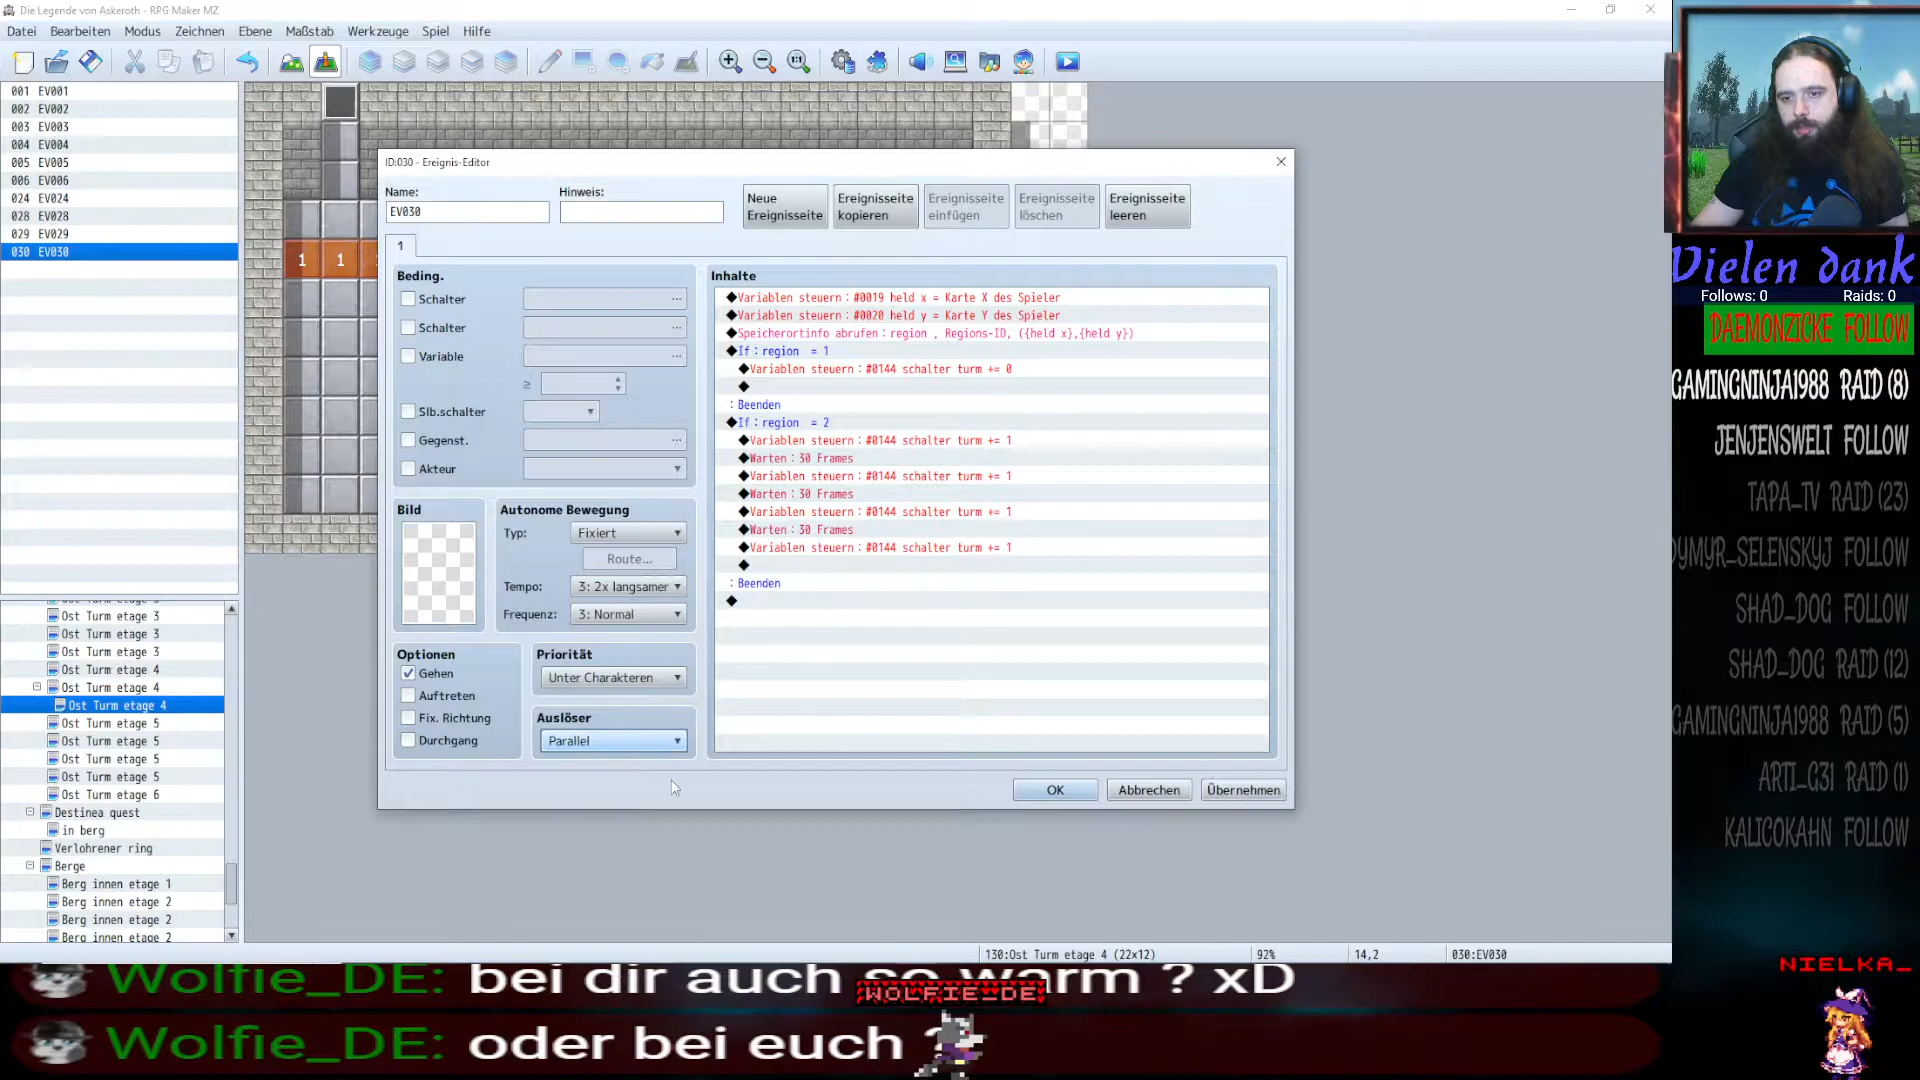 Die Legende von Askeroth - RPG Maker MZ
Datei Bearbeiten Modus Zeichnen Ebene Maßstab Werkzeuge Spiel Hilfe
001 EV001
002 EV002
003 EV003
004 EV004
005 EV005
006 EV006
024 EV024
028 EV028
029 EV029
030 EV030
1 1
ID:030 - Ereignis-Editor
Name:
EV030
Hinweis:
Neue Ereignisseite
Ereignisseite kopieren
Ereignisseite einfügen
Ereignisseite löschen
Ereignisseite leeren
1
Beding.
Schalter
Schalter
Variable
≥
Slb.schalter
Gegenst.
Akteur
Bild
Autonome Bewegung
Typ: Fixiert
Route...
Tempo: 3: 2x langsamer
Frequenz: 3: Normal
Optionen
Gehen
Auftreten
Fix. Richtung
Durchgang
Priorität
Unter Charakteren
Auslöser
Parallel
Inhalte
◆Variablen steuern：#0019 held x = Karte X des Spieler
◆Variablen steuern：#0020 held y = Karte Y des Spieler
◆Speicherortinfo abrufen：region , Regions-ID, ({held x},{held y})
◆If：region = 1
◆Variablen steuern：#0144 schalter turm += 0
◆
：Beenden
◆If：region = 2
◆Variablen steuern：#0144 schalter turm += 1
◆Warten：30 Frames
◆Variablen steuern：#0144 schalter turm += 1
◆Warten：30 Frames
◆Variablen steuern：#0144 schalter turm += 1
◆Warten：30 Frames
◆Variablen steuern：#0144 schalter turm += 1
◆
：Beenden
◆
OK Abbrechen Übernehmen
Ost Turm etage 3
Ost Turm etage 3
Ost Turm etage 3
Ost Turm etage 4
Ost Turm etage 4
Ost Turm etage 4
Ost Turm etage 5
Ost Turm etage 5
Ost Turm etage 5
Ost Turm etage 5
Ost Turm etage 6
Destinea quest
in berg
Verlohrener ring
Berge
Berg innen etage 1
Berg innen etage 2
Berg innen etage 2
Berg innen etage 2
130:Ost Turm etage 4 (22×12) 92% 14,2 030:EV030
Vielen dank
Follows: 0 Raids: 0
DAEMONZICKE FOLLOW
GAMINGNINJA1988 RAID (8)
JENJENSWELT FOLLOW
TAPA_TV RAID (23)
DYMYR_SELENSKYJ FOLLOW
SHAD_DOG FOLLOW
SHAD_DOG RAID (12)
GAMINGNINJA1988 RAID (5)
ARTI_G31 RAID (1)
KALICOKAHN FOLLOW
NIELKA_
Wolfie_DE: bei dir auch so warm ? xD
WOLFIE_DE
Wolfie_DE: oder bei euch ?